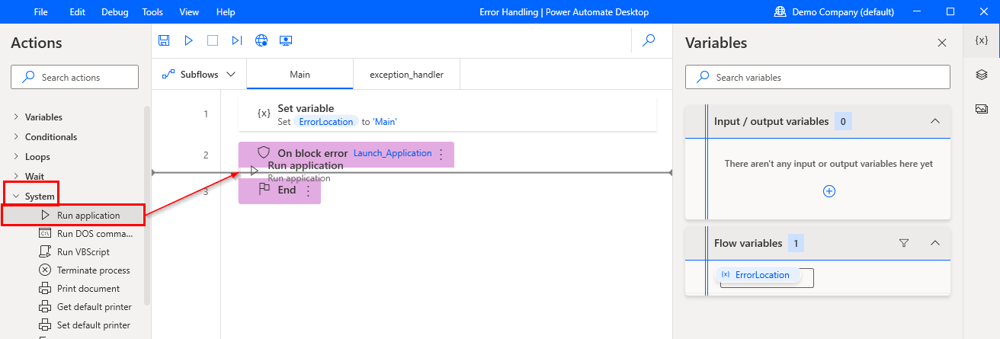 File Edit Debug Tools View Help Error Handling | Power Automate Desktop Demo Company (default)
Actions
Search actions
Variables
Conditionals
Loops
Wait
System
Run application
Run DOS comma...
Run VBScript
Terminate process
Print document
Get default printer
Set default printer
Subflows Main exception_handler
1 {x} Set variable
Set ErrorLocation to 'Main'
2 On block error Launch_Application
Run application
Run application
3 End
Variables
Search variables
Input / output variables 0
There aren't any input or output variables here yet
Flow variables 1
{x} ErrorLocation
{x}